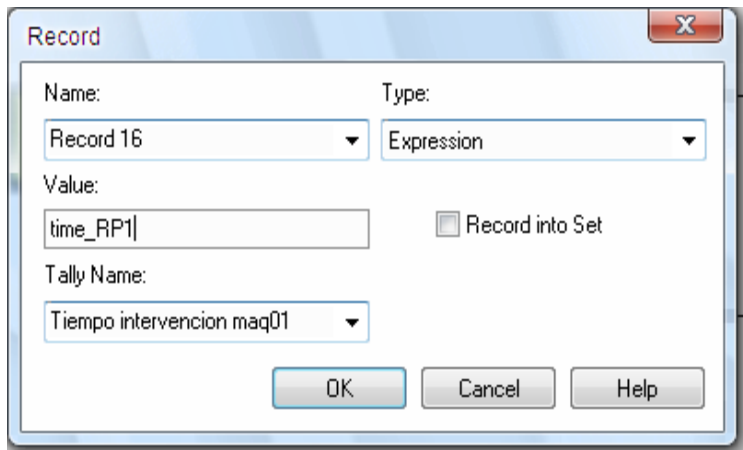 Record
Name: Type:
Record 16 Expression
Value:
time_RP1 Record into Set
Tally Name:
Tiempo intervencion maq01
OK Cancel Help